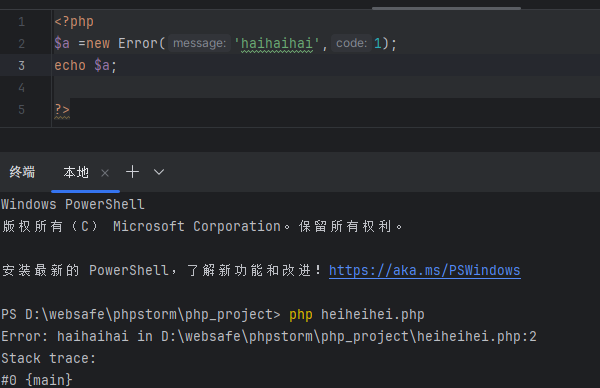 1 <?php
2 $a =new Error( message: 'haihaihai', code: 1);
3 echo $a;
4
5 ?>
终端 本地
Windows PowerShell
版权所有（C） Microsoft Corporation。保留所有权利。
安装最新的 PowerShell，了解新功能和改进！https://aka.ms/PSWindows
PS D:\websafe\phpstorm\php_project> php heiheihei.php
Error: haihaihai in D:\websafe\phpstorm\php_project\heiheihei.php:2
Stack trace:
#0 {main}